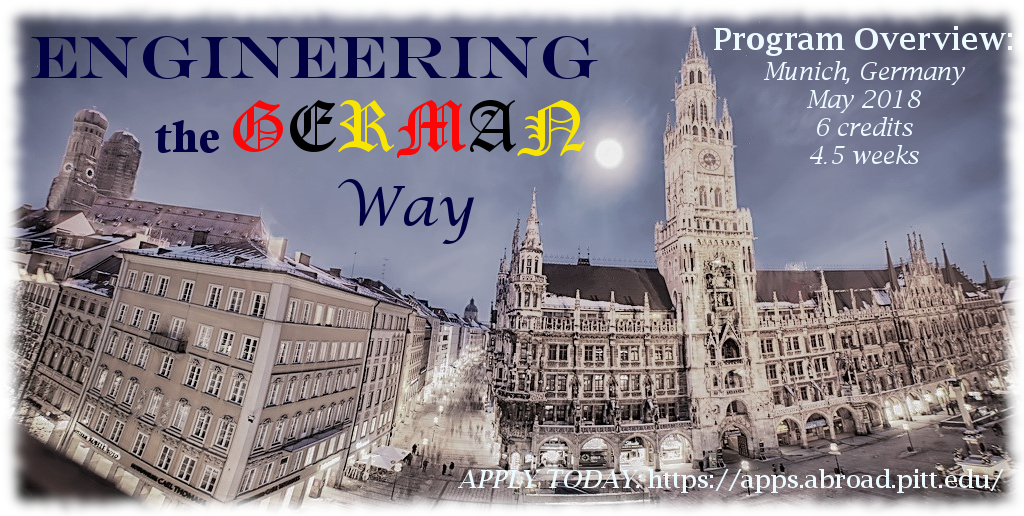 ENGINEERING
the GERMAN
Way
Program Overview:
Munich, Germany
May 2018
6 credits
4.5 weeks
APPLY TODAY: https://apps.abroad.pitt.edu/